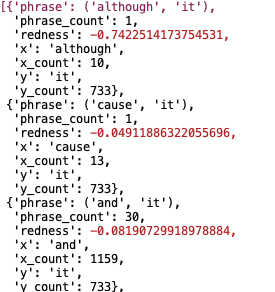 [{'phrase': ('although', 'it'),
'phrase_count': 1,
'redness': -0.7422514173754531,
'x': 'although',
'x_count': 10,
'y': 'it',
'y_count': 733},
{'phrase': ('cause', 'it'),
'phrase_count': 1,
'redness': -0.04911886322055696,
'x': 'cause',
'x_count': 13,
'y': 'it',
'y_count': 733},
{'phrase': ('and', 'it'),
'phrase_count': 30,
'redness': -0.08190729918978884,
'x': 'and',
'x_count': 1159,
'y': 'it',
'y_count': 733},